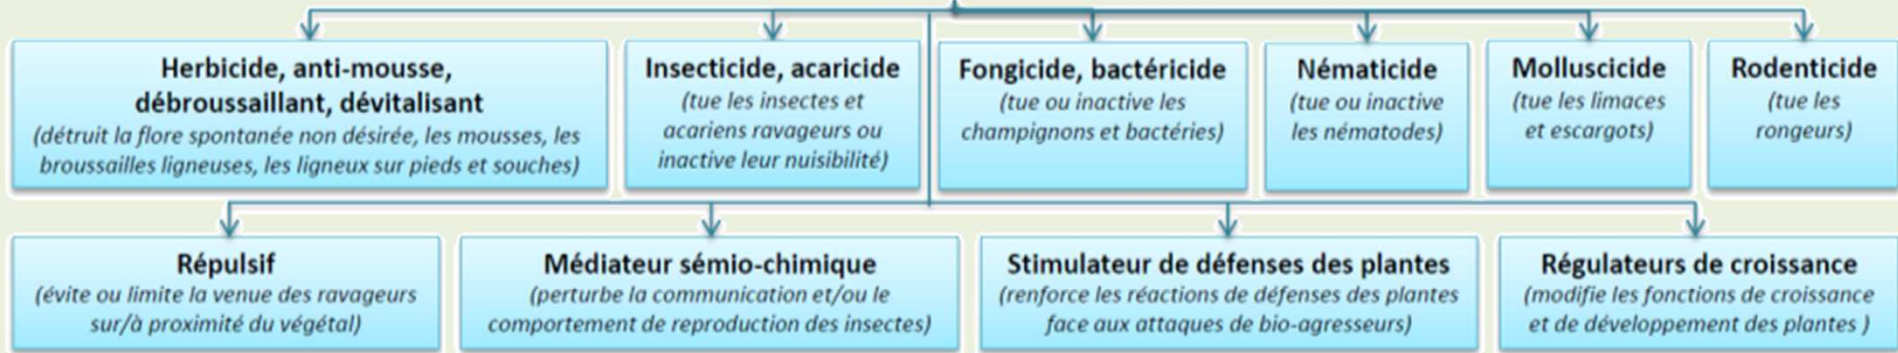 Herbicide, anti-mousse,
débroussaillant, dévitalisant
(détruit la flore spontanée non désirée, les mousses, les
broussailles ligneuses, les ligneux sur pieds et souches)
Insecticide, acaricide
(tue les insectes et
acariens ravageurs ou
inactive leur nuisibilité)
Fongicide, bactéricide
(tue ou inactive les
champignons et bactéries)
Nématicide
(tue ou inactive
les nématodes)
Molluscicide
(tue les limaces
et escargots)
Rodenticide
(tue les
rongeurs)
Répulsif
(évite ou limite la venue des ravageurs
sur/à proximité du végétal)
Médiateur sémio-chimique
(perturbe la communication et/ou le
comportement de reproduction des insectes)
Stimulateur de défenses des plantes
(renforce les réactions de défenses des plantes
face aux attaques de bio-agresseurs)
Régulateurs de croissance
(modifie les fonctions de croissance
et de développement des plantes )